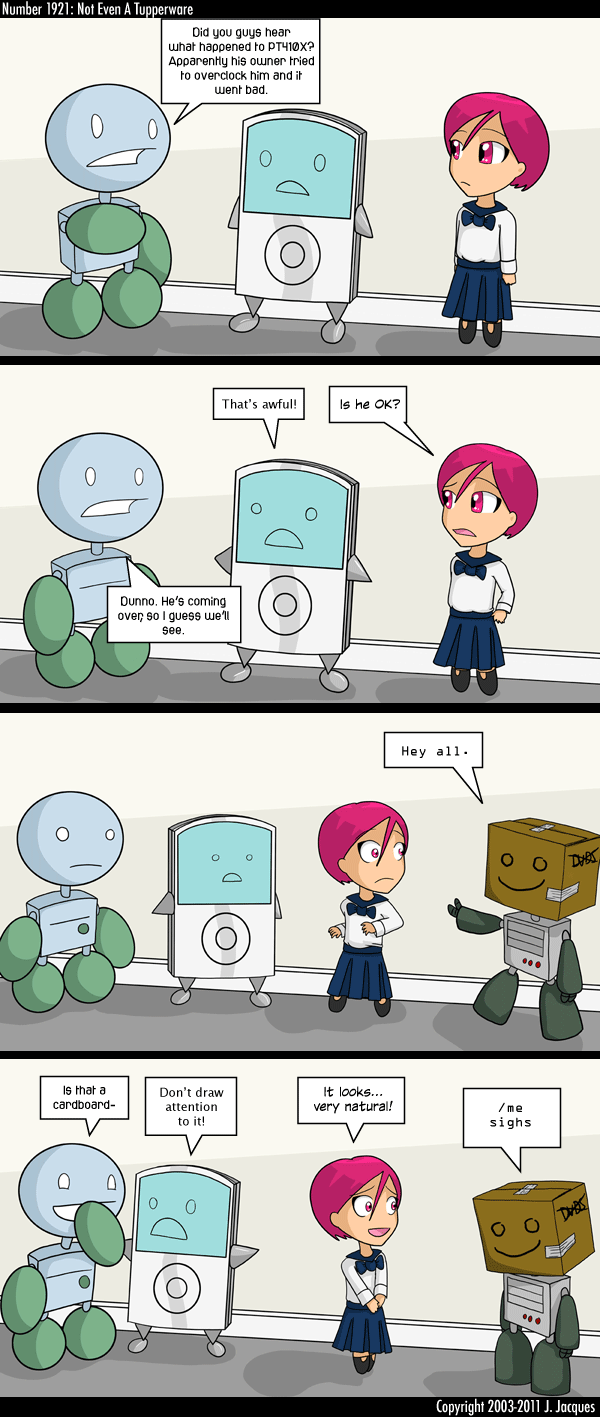 Number 1921: Not Even A Tupperware
Did you guys hear
what happened to PT410X?
Apparently his owner tried
to overclock him and it
went bad.
That's awful!
Is he OK?
Dunno. He's coming
over, so I guess we'll
see.
Hey all.
DVDS
Is that a
cardboard-
Don't draw
attention
to it!
It looks...
very natural!
/me
sighs
DVDS
Copyright 2003-2011 J. Jacques